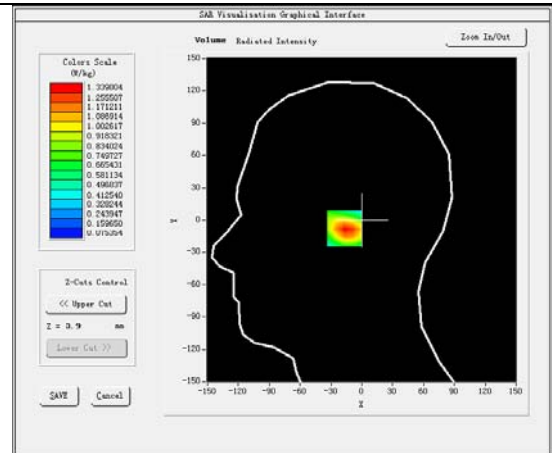 SAR Visualisation Graphical Interface
Volume Radiated Intensity
Zoom In/Out
Colors Scale
(W/kg)
1.339804
1.255507
1.171211
1.086914
1.002617
0.918321
0.834024
0.749727
0.665431
0.581134
0.496837
0.412540
0.328244
0.243947
0.159650
0.075354
Z-Cuts Control
<< Upper Cut
Z = 3.9 mm
Lower Cut >>
SAVE Cancel
150
120
90
60
30
0
-30
-60
-90
-120
-150
Y
-150 -120 -90 -60 -30 0 30 60 90 120 150
X